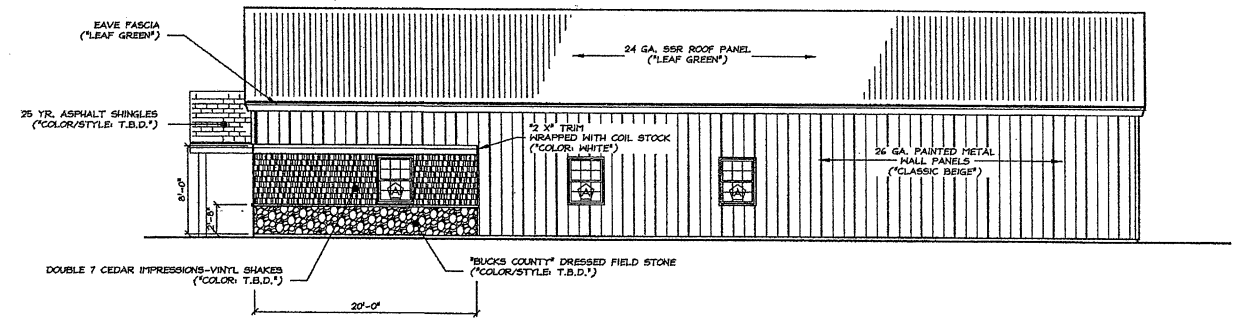 EAVE FASCIA
("LEAF GREEN")
24 GA. SSR ROOF PANEL
("LEAF GREEN")
25 YR. ASPHALT SHINGLES
("COLOR/STYLE: T.B.D.")
"2 X" TRIM
WRAPPED WITH COIL STOCK
("COLOR: WHITE")
26 GA. PAINTED METAL
WALL PANELS
("CLASSIC BEIGE")
8'-0"
2'-8"
A
A
A
DOUBLE 7 CEDAR IMPRESSIONS-VINYL SHAKES
("COLOR: T.B.D.")
"BUCKS COUNTY" DRESSED FIELD STONE
("COLOR/STYLE: T.B.D.")
20'-0"